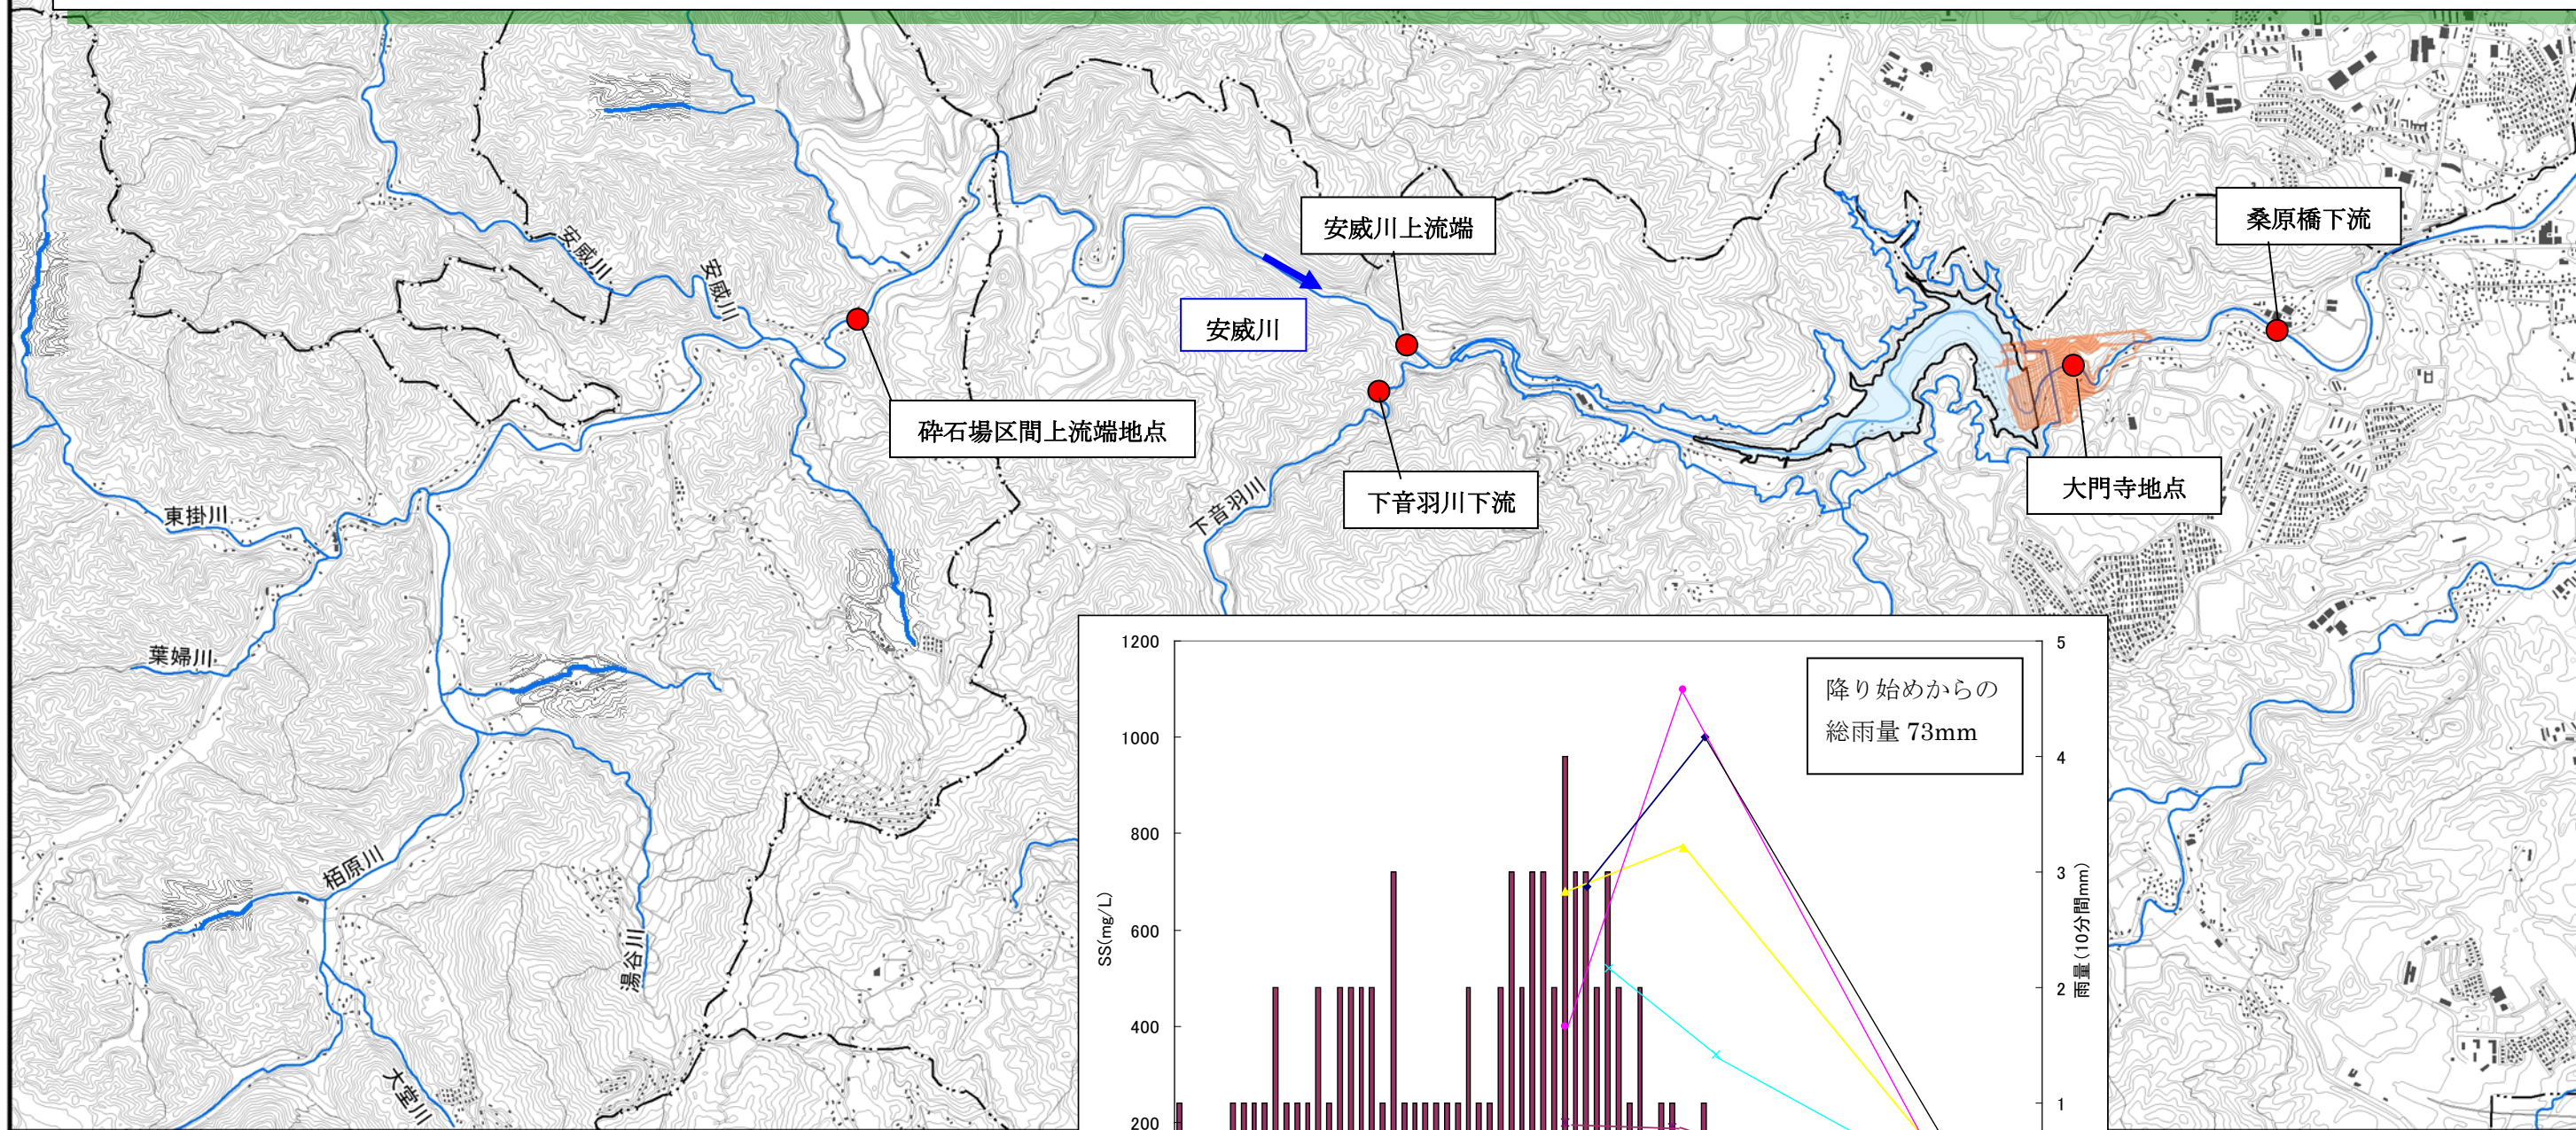 安威川
安威川
安威川上流端
安威川
桑原橋下流
砕石場区間上流端地点
下音羽川下流
下音羽川
大門寺地点
東掛川
葉婦川
栢原川
湯谷川
大堂川
降り始めからの
総雨量 73mm
SS(mg/L)
1200
1000
800
600
400
200
雨量(10分間mm)
5
4
3
2
1